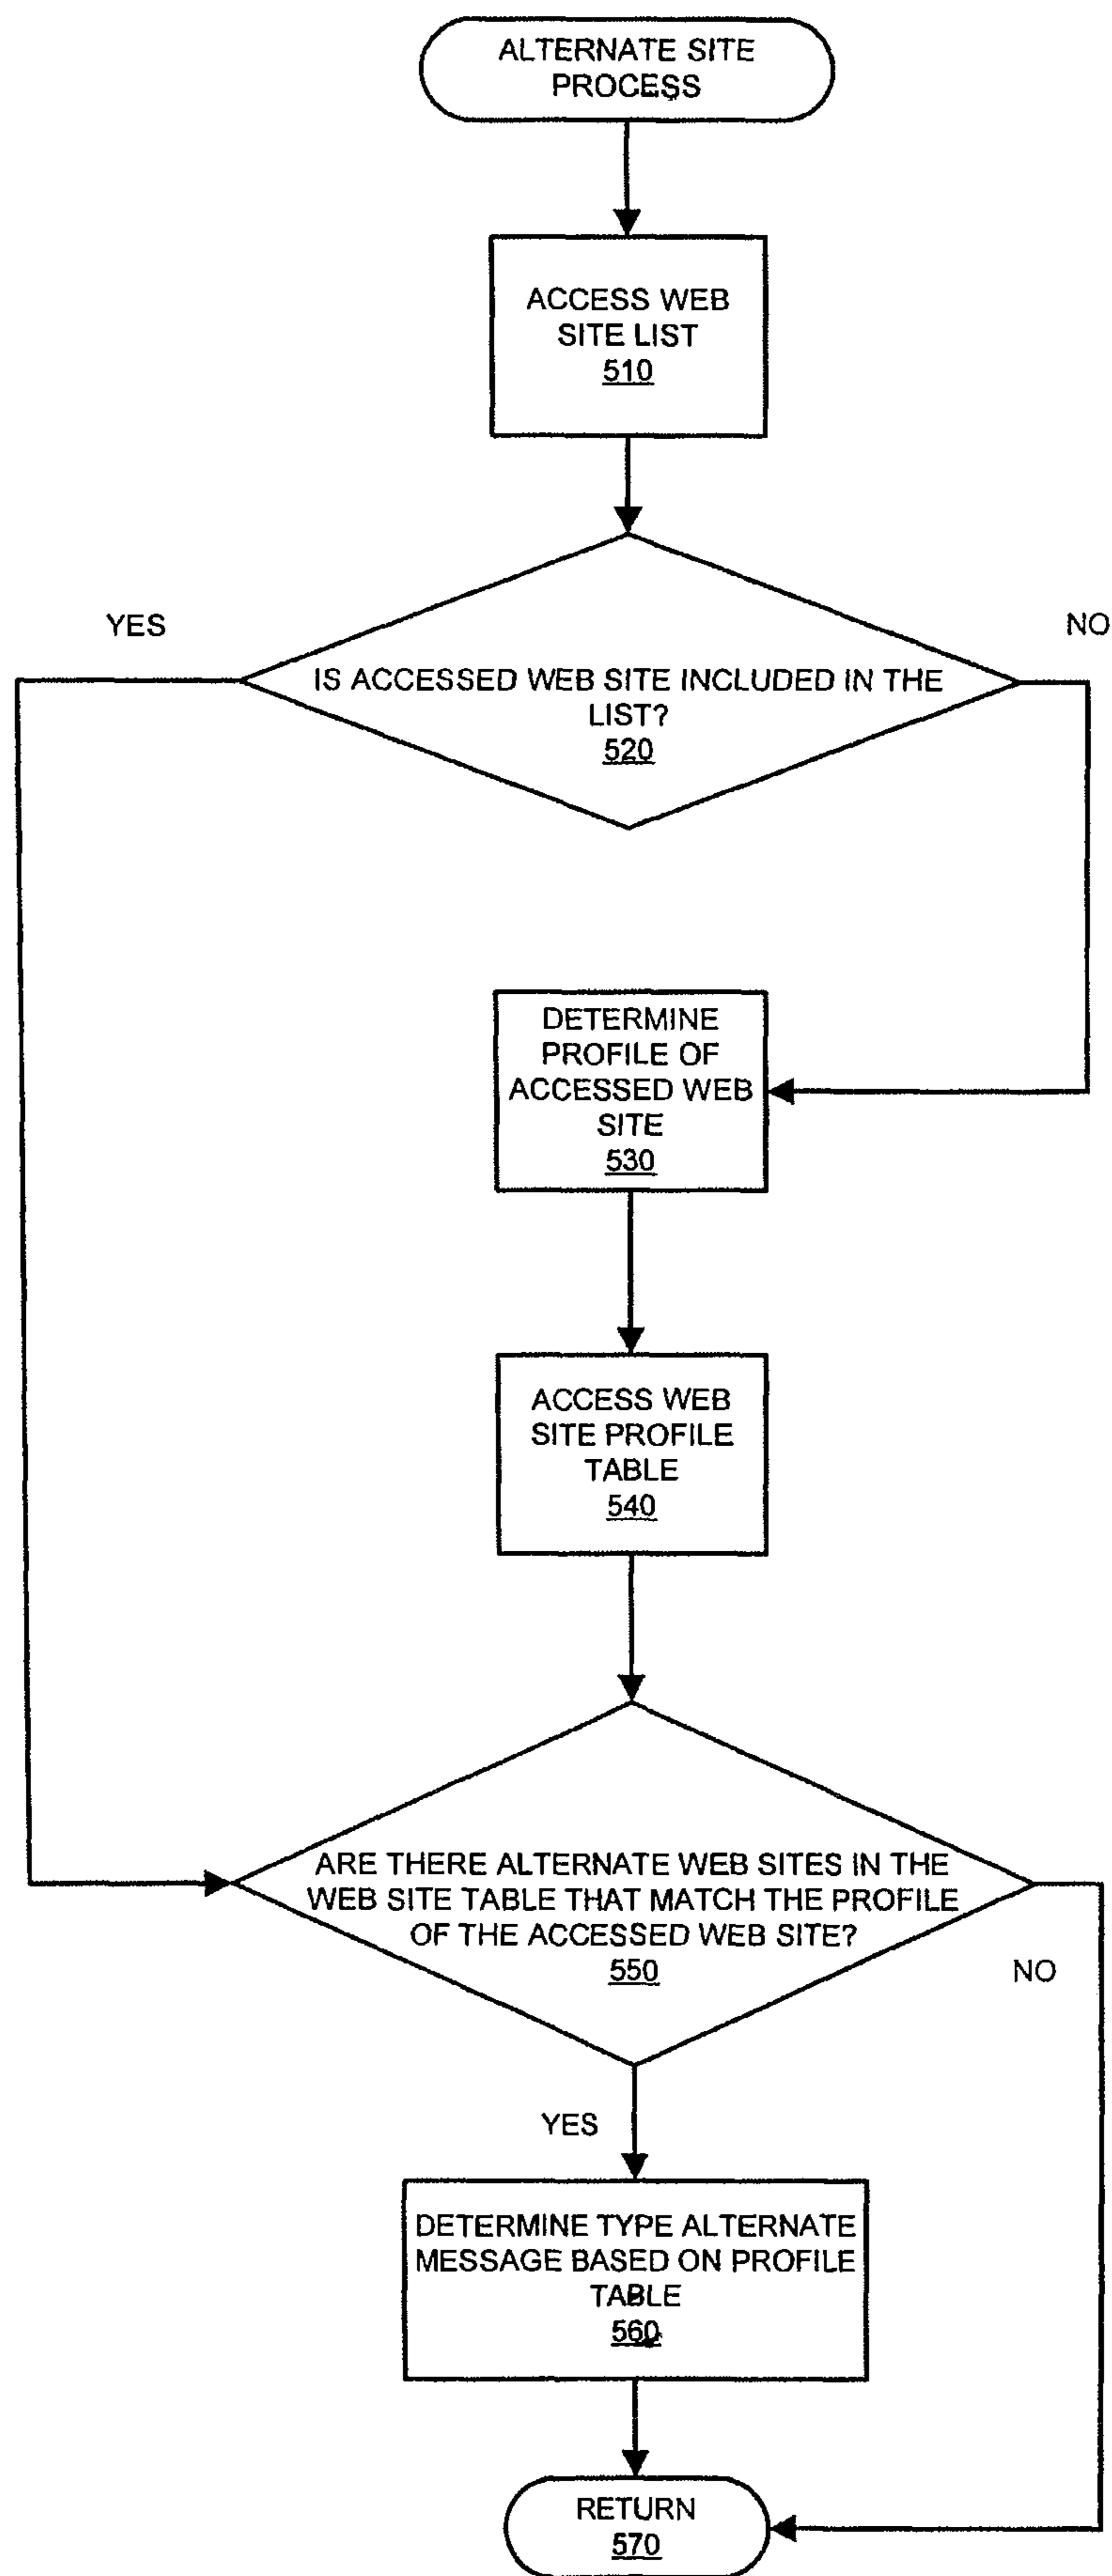 ALTERNATE SITE
PROCESS
ACCESS WEB
SITE LIST
510
YES
NO
IS ACCESSED WEB SITE INCLUDED IN THE
LIST?
520
DETERMINE
PROFILE OF
ACCESSED WEB
SITE
530
ACCESS WEB
SITE PROFILE
TABLE
540
ARE THERE ALTERNATE WEB SITES IN THE
WEB SITE TABLE THAT MATCH THE PROFILE
OF THE ACCESSED WEB SITE?
550
NO
YES
DETERMINE TYPE ALTERNATE
MESSAGE BASED ON PROFILE
TABLE
560
RETURN
570